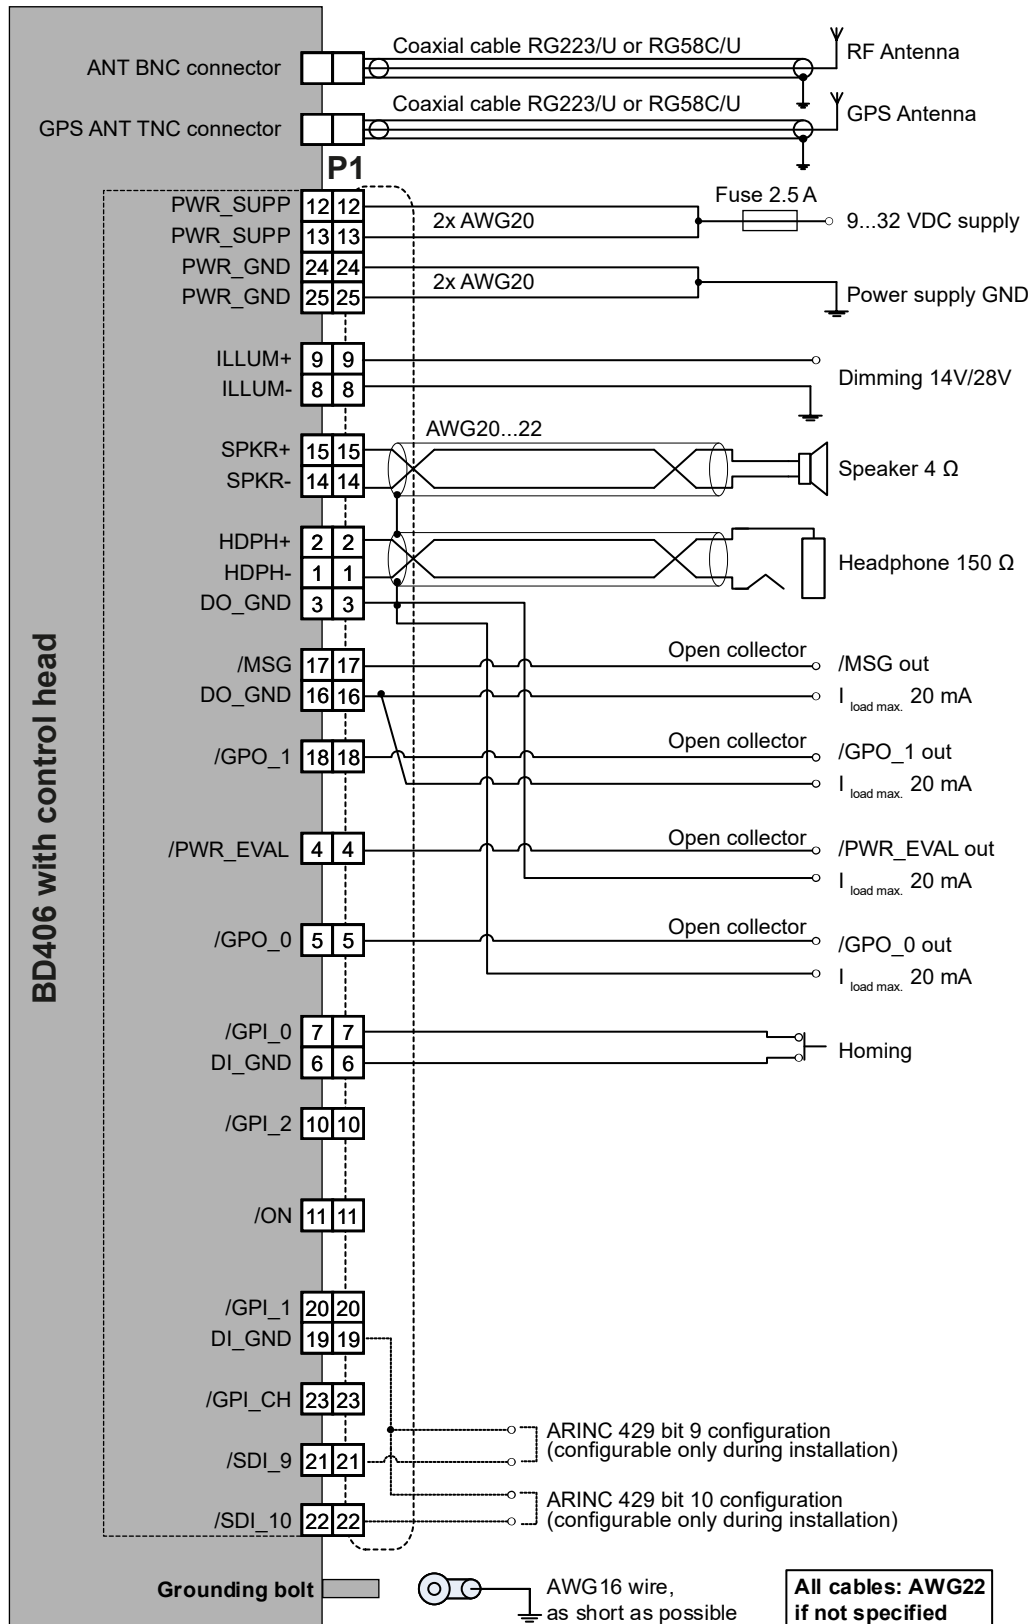 Coaxial cable RG223/U or RG58C/U
RF Antenna
ANT BNC connector
Coaxial cable RG223/U or RG58C/U
GPS Antenna
GPS ANT TNC connector
P1
Fuse 2.5 A
PWR_SUPP 12 12
2x AWG20
9...32 VDC supply
PWR_SUPP 13 13
PWR_GND 24 24
2x AWG20
PWR_GND 25 25
Power supply GND
ILLUM+ 9 9
Dimming 14V/28V
ILLUM- 8 8
AWG20...22
SPKR+ 15 15
Speaker 4 Ω
SPKR- 14 14
HDPH+ 2 2
Headphone 150 Ω
HDPH- 1 1
DO_GND 3 3
Open collector
/MSG 17 17
/MSG out
DO_GND 16 16
I load max. 20 mA
Open collector
/GPO_1 18 18
/GPO_1 out
I load max. 20 mA
Open collector
/PWR_EVAL 4 4
/PWR_EVAL out
I load max. 20 mA
Open collector
/GPO_0 5 5
/GPO_0 out
I load max. 20 mA
/GPI_0 7 7
Homing
DI_GND 6 6
/GPI_2 10 10
/ON 11 11
/GPI_1 20 20
DI_GND 19 19
/GPI_CH 23 23
ARINC 429 bit 9 configuration
(configurable only during installation)
/SDI_9 21 21
ARINC 429 bit 10 configuration
(configurable only during installation)
/SDI_10 22 22
BD406 with control head
Grounding bolt
AWG16 wire,
as short as possible
All cables: AWG22
if not specified